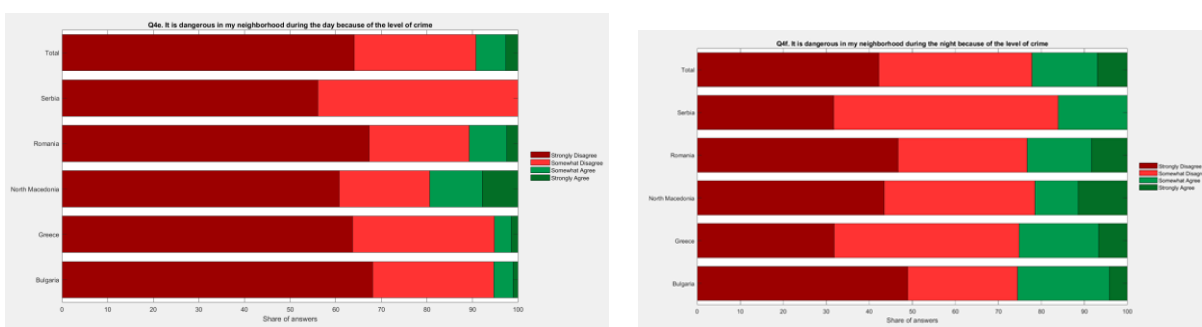 Q4e. It is dangerous in my neighborhood during the day because of the level of crime
Total
Serbia
Romania
North Macedonia
Greece
Bulgaria
0 10 20 30 40 50 60 70 80 90 100
Share of answers
Strongly Disagree
Somewhat Disagree
Somewhat Agree
Strongly Agree
Q4f. It is dangerous in my neighborhood during the night because of the level of crime
Total
Serbia
Romania
North Macedonia
Greece
Bulgaria
0 10 20 30 40 50 60 70 80 90 100
Share of answers
Strongly Disagree
Somewhat Disagr
Somewhat Agree
Strongly Agree